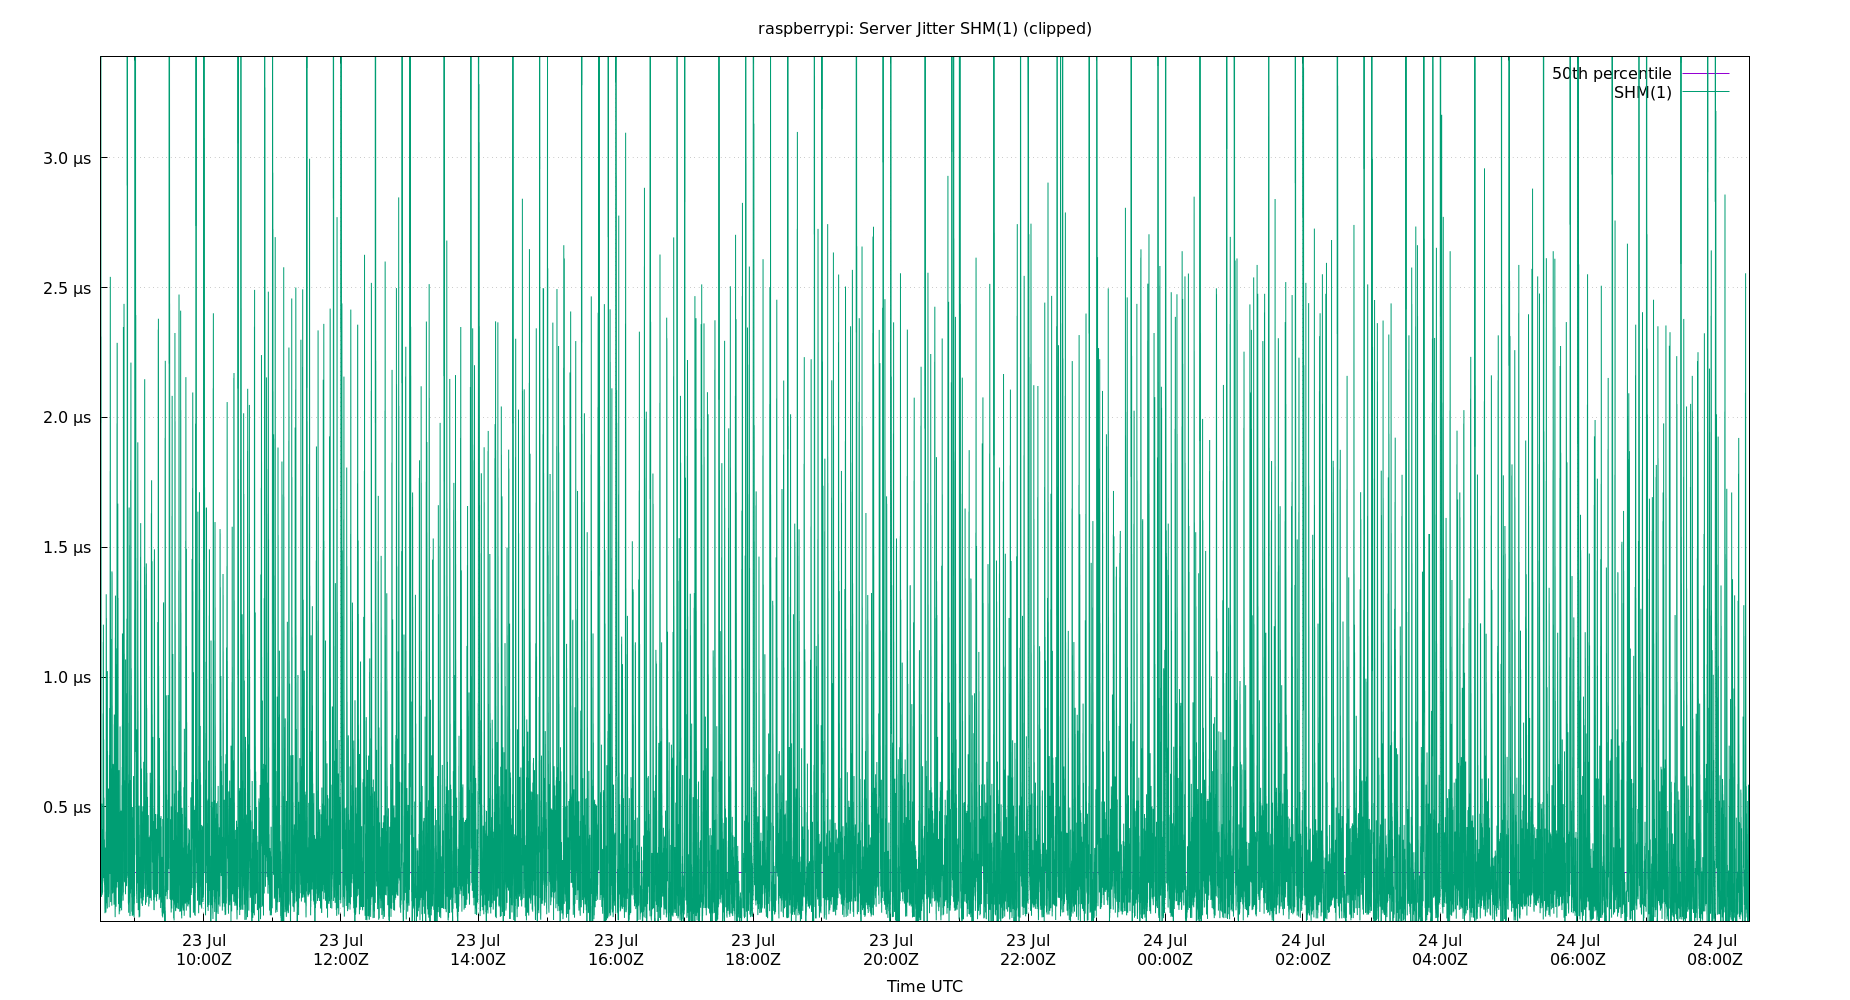 raspberrypi: Server Jitter SHM(1) (clipped)
50th percentile
SHM(1)
3.0 µs
2.5 µs
2.0 µs
1.5 µs
1.0 µs
0.5 µs
23 Jul 23 Jul 23 Jul 23 Jul 23 Jul 23 Jul 23 Jul 24 Jul 24 Jul 24 Jul 24 Jul 24 Jul
10:00Z 12:00Z 14:00Z 16:00Z 18:00Z 20:00Z 22:00Z 00:00Z 02:00Z 04:00Z 06:00Z 08:00Z
Time UTC